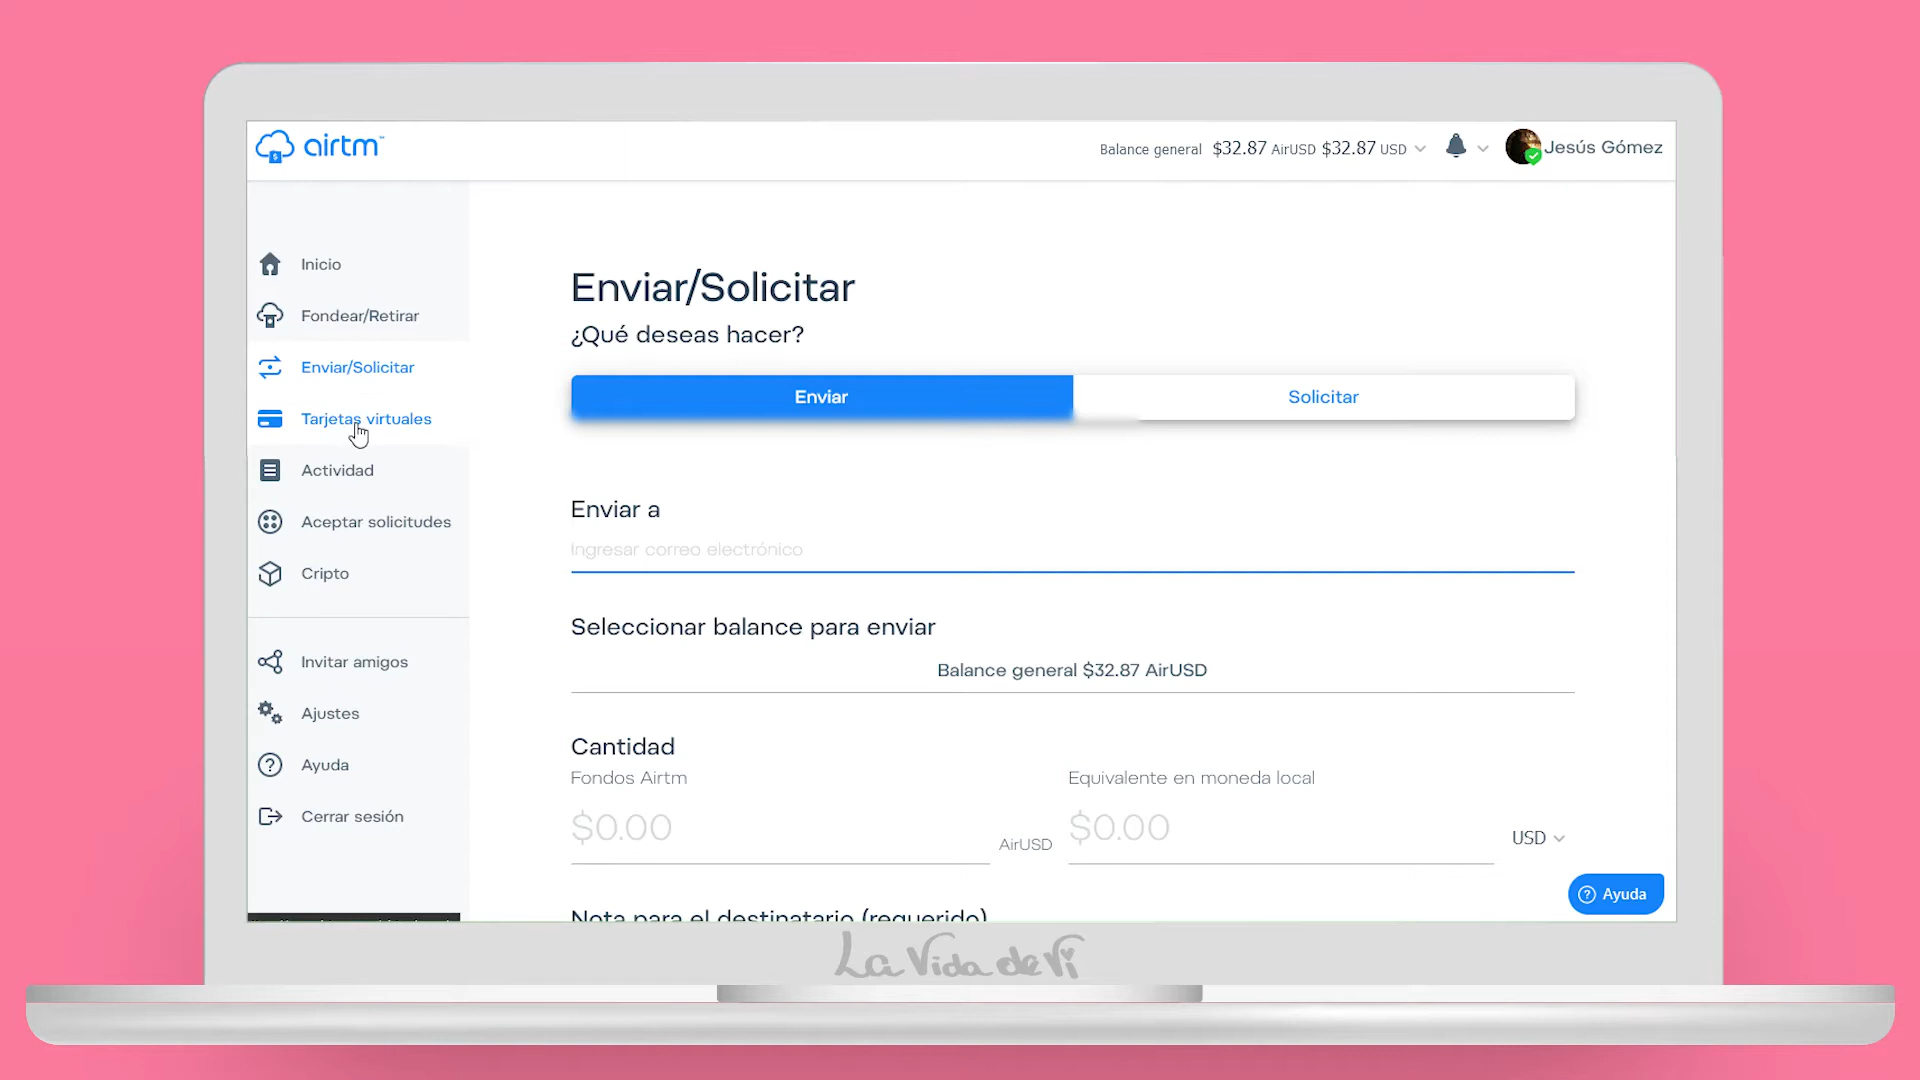 airtm™
Balance general $32.87 AirUSD $32.87 USD
Jesús Gómez
Inicio
Fondear/Retirar
Enviar/Solicitar
Tarjetas virtuales
Actividad
Aceptar solicitudes
Cripto
Invitar amigos
Ajustes
Ayuda
Cerrar sesión
Enviar/Solicitar
¿Qué deseas hacer?
Enviar
Solicitar
Enviar a
Ingresar correo electrónico
Seleccionar balance para enviar
Balance general $32.87 AirUSD
Cantidad
Fondos Airtm
Equivalente en moneda local
$0.00 AirUSD
$0.00 USD
Nota para el destinatario (requerido)
Ayuda
La Vida de Vi